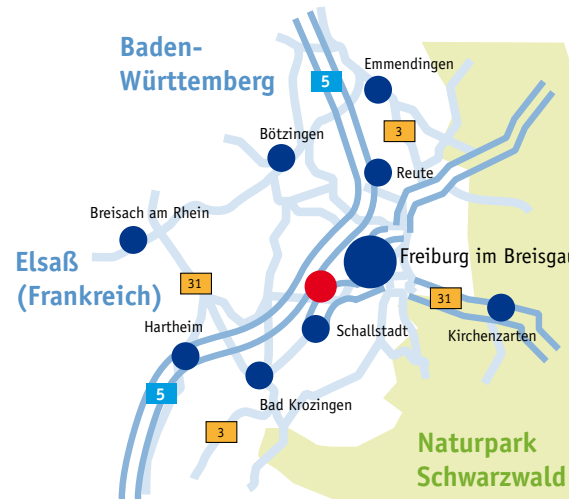 Baden-
Württemberg
5
Emmendingen
3
Bötzingen
Reute
Breisach am Rhein
Elsaß
(Frankreich)
Freiburg im Breisgau
31
31
Hartheim
Schallstadt
Kirchenzarten
5
Bad Krozingen
3
Naturpark
Schwarzwald